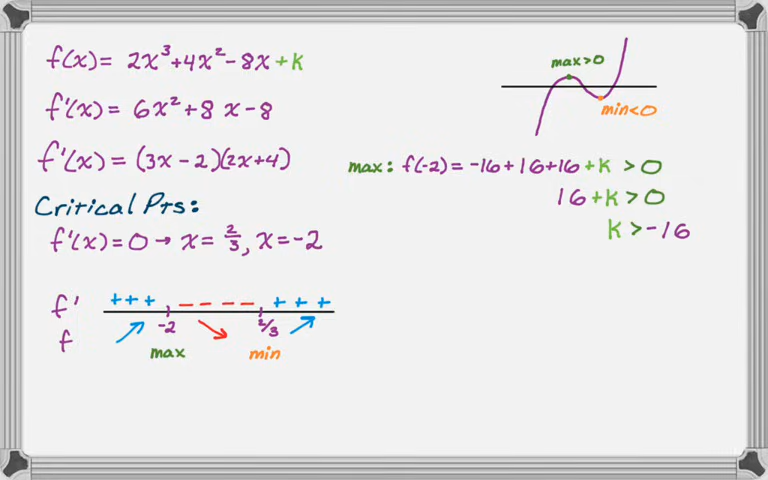 f(x) = 2x³+4x²-8x+k
f'(x) = 6x²+8x-8
f'(x) = (3x-2)(2x+4)
Critical Pts:
f'(x)=0 → x= 2/3, x=-2
f' +++ ---- +++
-2 2/3
f
max min
max>0
min<0
max: f(-2) = -16+16+16+k >0
16+k>0
k>-16